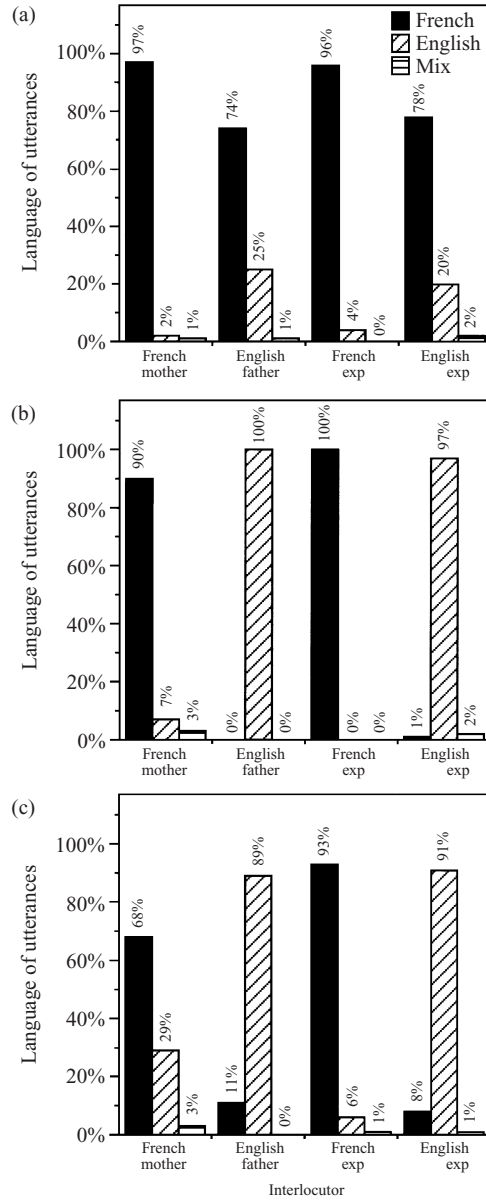 (a)
French
English
Mix
Language of utterances
100%
80%
60%
40%
20%
0%
97%
2%
1%
74%
25%
1%
96%
4%
0%
78%
20%
2%
French mother
English father
French exp
English exp
(b)
Language of utterances
100%
80%
60%
40%
20%
0%
90%
7%
3%
0%
100%
0%
100%
0%
0%
1%
97%
2%
French mother
English father
French exp
English exp
(c)
Language of utterances
100%
80%
60%
40%
20%
0%
68%
29%
3%
11%
89%
0%
93%
6%
1%
8%
91%
1%
French mother
English father
French exp
English exp
Interlocutor